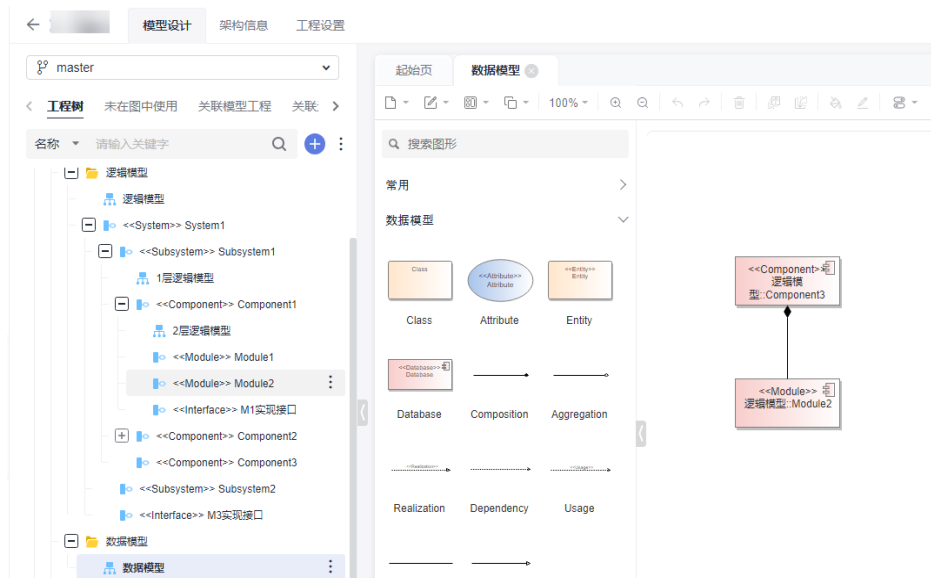 模型设计 架构信息 工程设置
master
起始页 数据模型
工程树 未在图中使用 关联模型工程 关联
100%
名称 请输入关键字
搜索图形
逻辑模型
逻辑模型
<<System>> System1
<<Subsystem>> Subsystem1
1层逻辑模型
<<Component>> Component1
2层逻辑模型
<<Module>> Module1
<<Module>> Module2
<<Interface>> M1实现接口
<<Component>> Component2
<<Component>> Component3
<<Subsystem>> Subsystem2
<<Interface>> M3实现接口
数据模型
数据模型
常用
数据模型
Class
<<Attribute>>
Attribute
<<Entity>>
Entity
Class Attribute Entity
<<Database>>
Database
Database Composition Aggregation
<<Realization>>
<<Usage>>
Realization Dependency Usage
<<Component>>
逻辑模
型::Component3
<<Module>>
逻辑模型::Module2